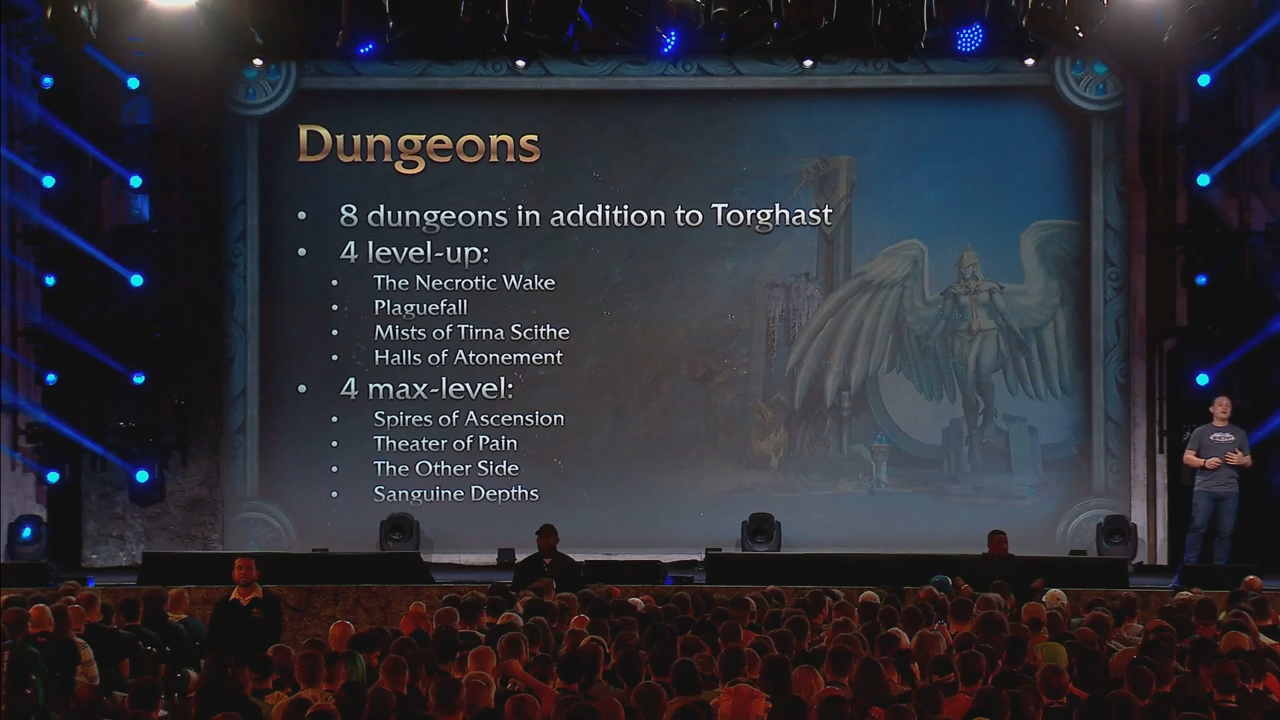 Dungeons
• 8 dungeons in addition to Torghast
• 4 level-up:
• The Necrotic Wake
• Plaguefall
• Mists of Tirna Scithe
• Halls of Atonement
• 4 max-level:
• Spires of Ascension
• Theater of Pain
• The Other Side
• Sanguine Depths